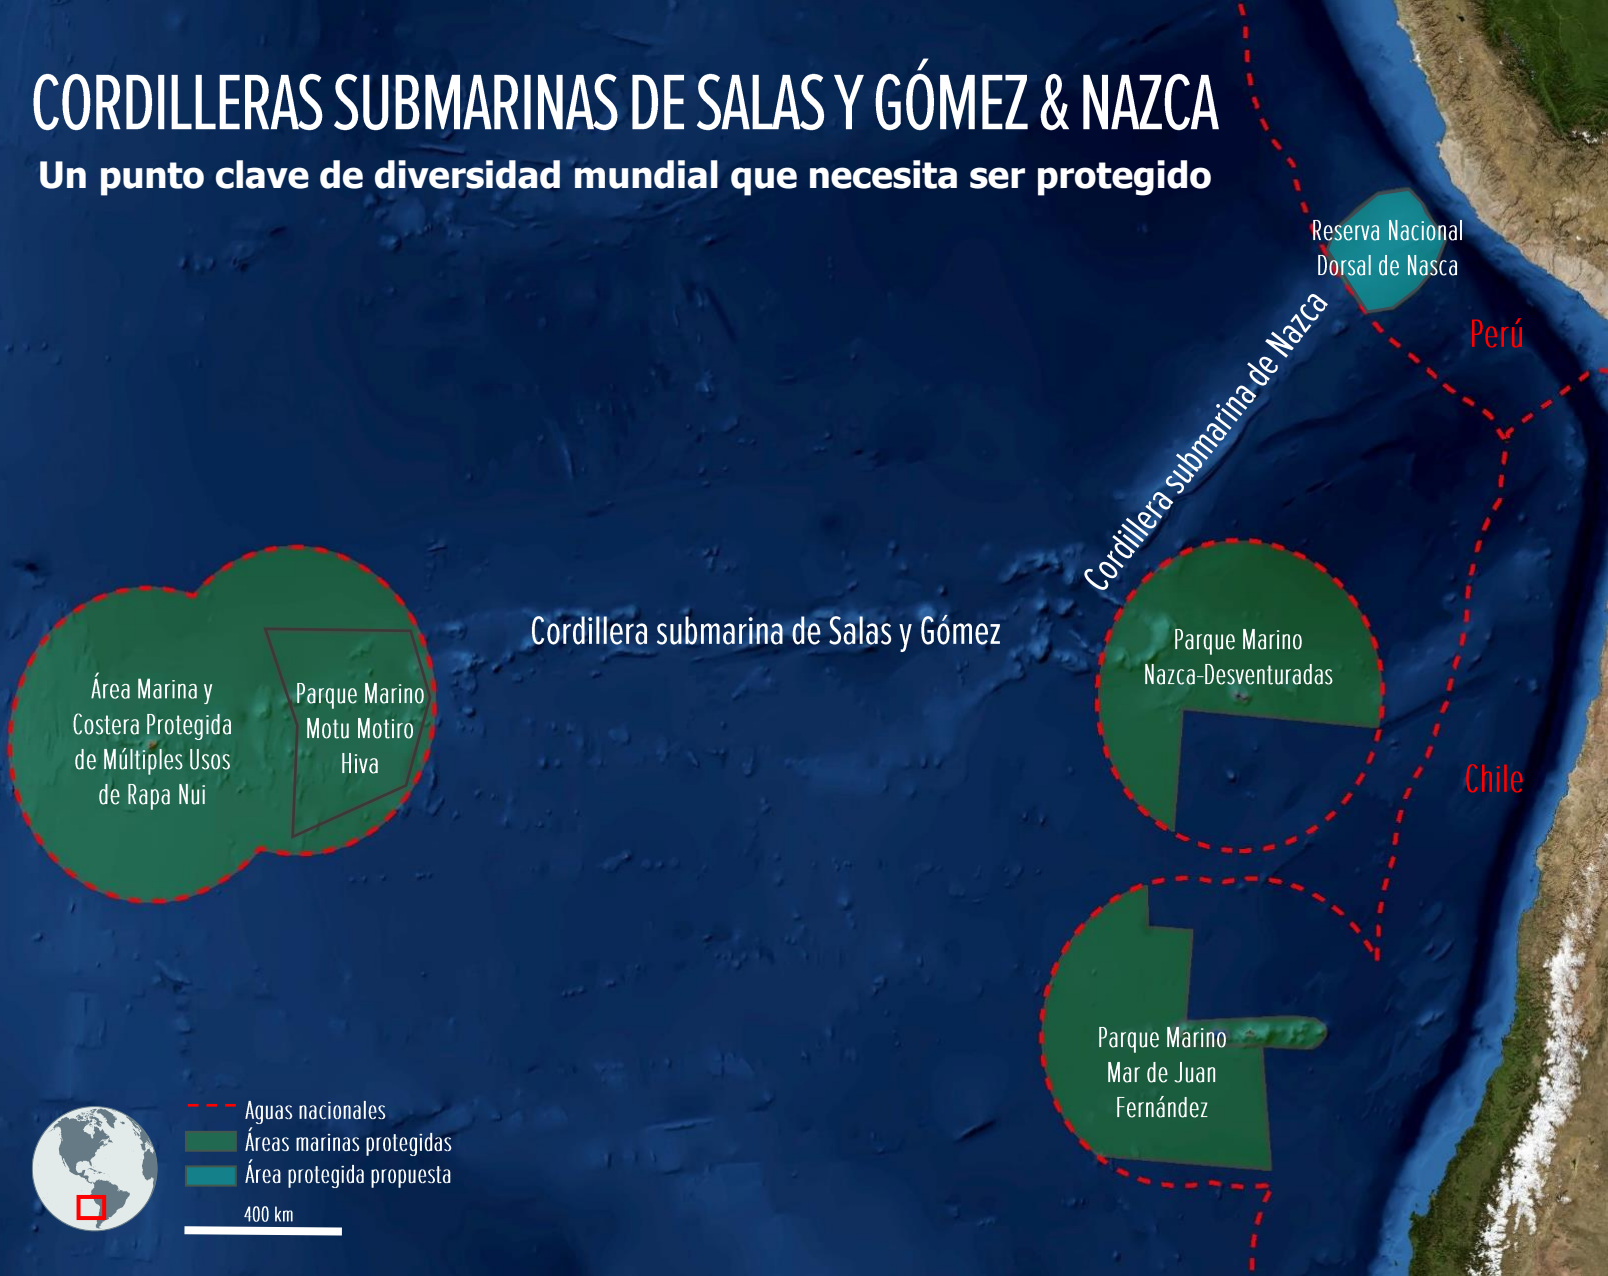 CORDILLERAS SUBMARINAS DE SALAS Y GÓMEZ & NAZCA
Un punto clave de diversidad mundial que necesita ser protegido
Reserva Nacional
Dorsal de Nasca
Perú
Cordillera submarina de Nazca
Cordillera submarina de Salas y Gómez
Parque Marino
Nazca-Desventuradas
Área Marina y
Costera Protegida
de Múltiples Usos
de Rapa Nui
Parque Marino
Motu Motiro
Hiva
Chile
Parque Marino
Mar de Juan
Fernández
Aguas nacionales
Áreas marinas protegidas
Área protegida propuesta
400 km